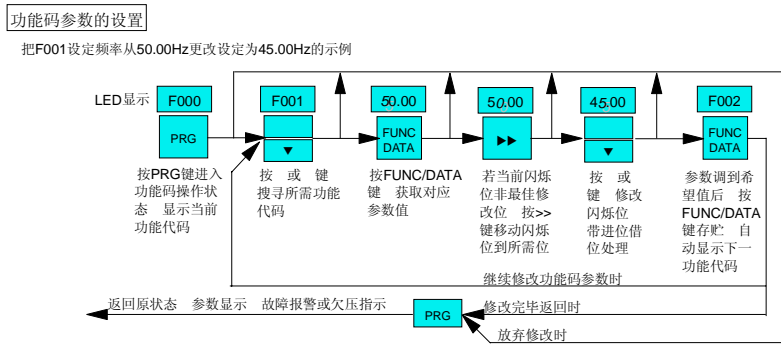 功能码参数的设置
把F001设定频率从50.00Hz更改设定为45.00Hz的示例
LED显示
F000
F001
50.00
50.00
45.00
F002
PRG
▼
FUNC
DATA
▶▶
▼
FUNC
DATA
按PRG键进入
功能码操作状
态 显示当前
功能代码
按 或 键
搜寻所需功能
代码
按FUNC/DATA
键 获取对应
参数值
若当前闪烁
位非最佳修
改位 按>>
键移动闪烁
位到所需位
按 或
键 修改
闪烁位
带进位借
位处理
参数调到希
望值后 按
FUNC/DATA
键存贮 自
动显示下一
功能代码
继续修改功能码参数时
返回原状态 参数显示 故障报警或欠压指示
PRG
修改完毕返回时
放弃修改时